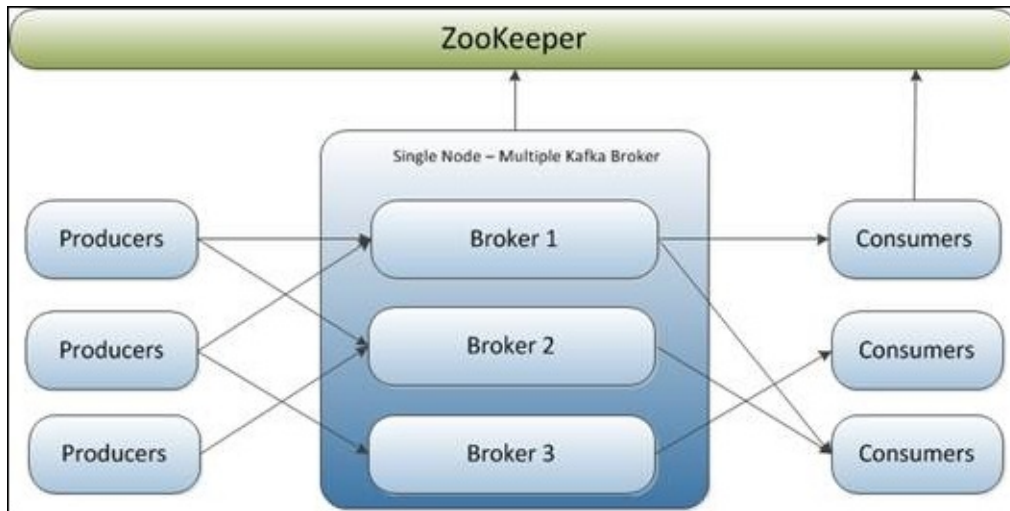 ZooKeeper
Single Node – Multiple Kafka Broker
Producers
Broker 1
Consumers
Producers
Broker 2
Consumers
Producers
Broker 3
Consumers